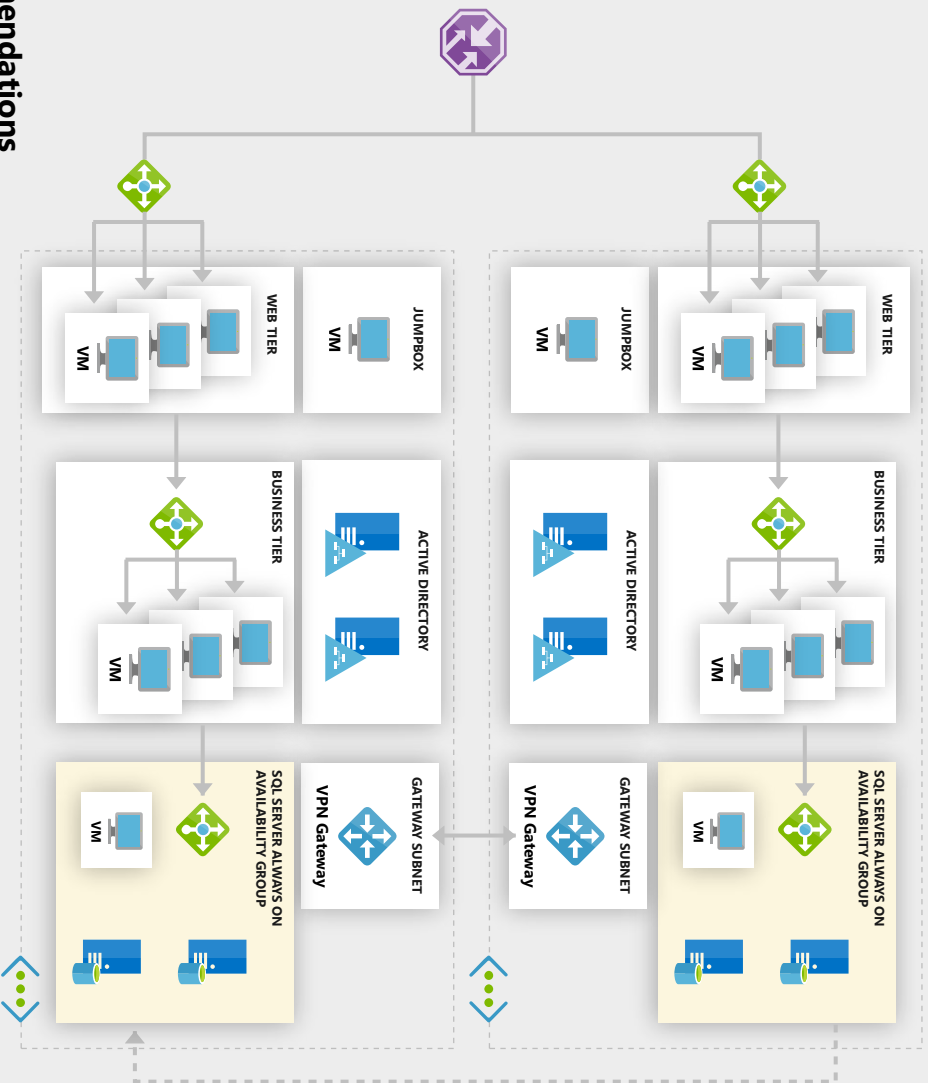 WEB TIER
VM
JUMPBOX
VM
BUSINESS TIER
VM
ACTIVE DIRECTORY
SQL SERVER ALWAYS ON
AVAILABILITY GROUP
VM
GATEWAY SUBNET
VPN Gateway
JUMPBOX
VM
WEB TIER
VM
ACTIVE DIRECTORY
BUSINESS TIER
VM
GATEWAY SUBNET
VPN Gateway
SQL SERVER ALWAYS ON
AVAILABILITY GROUP
VM